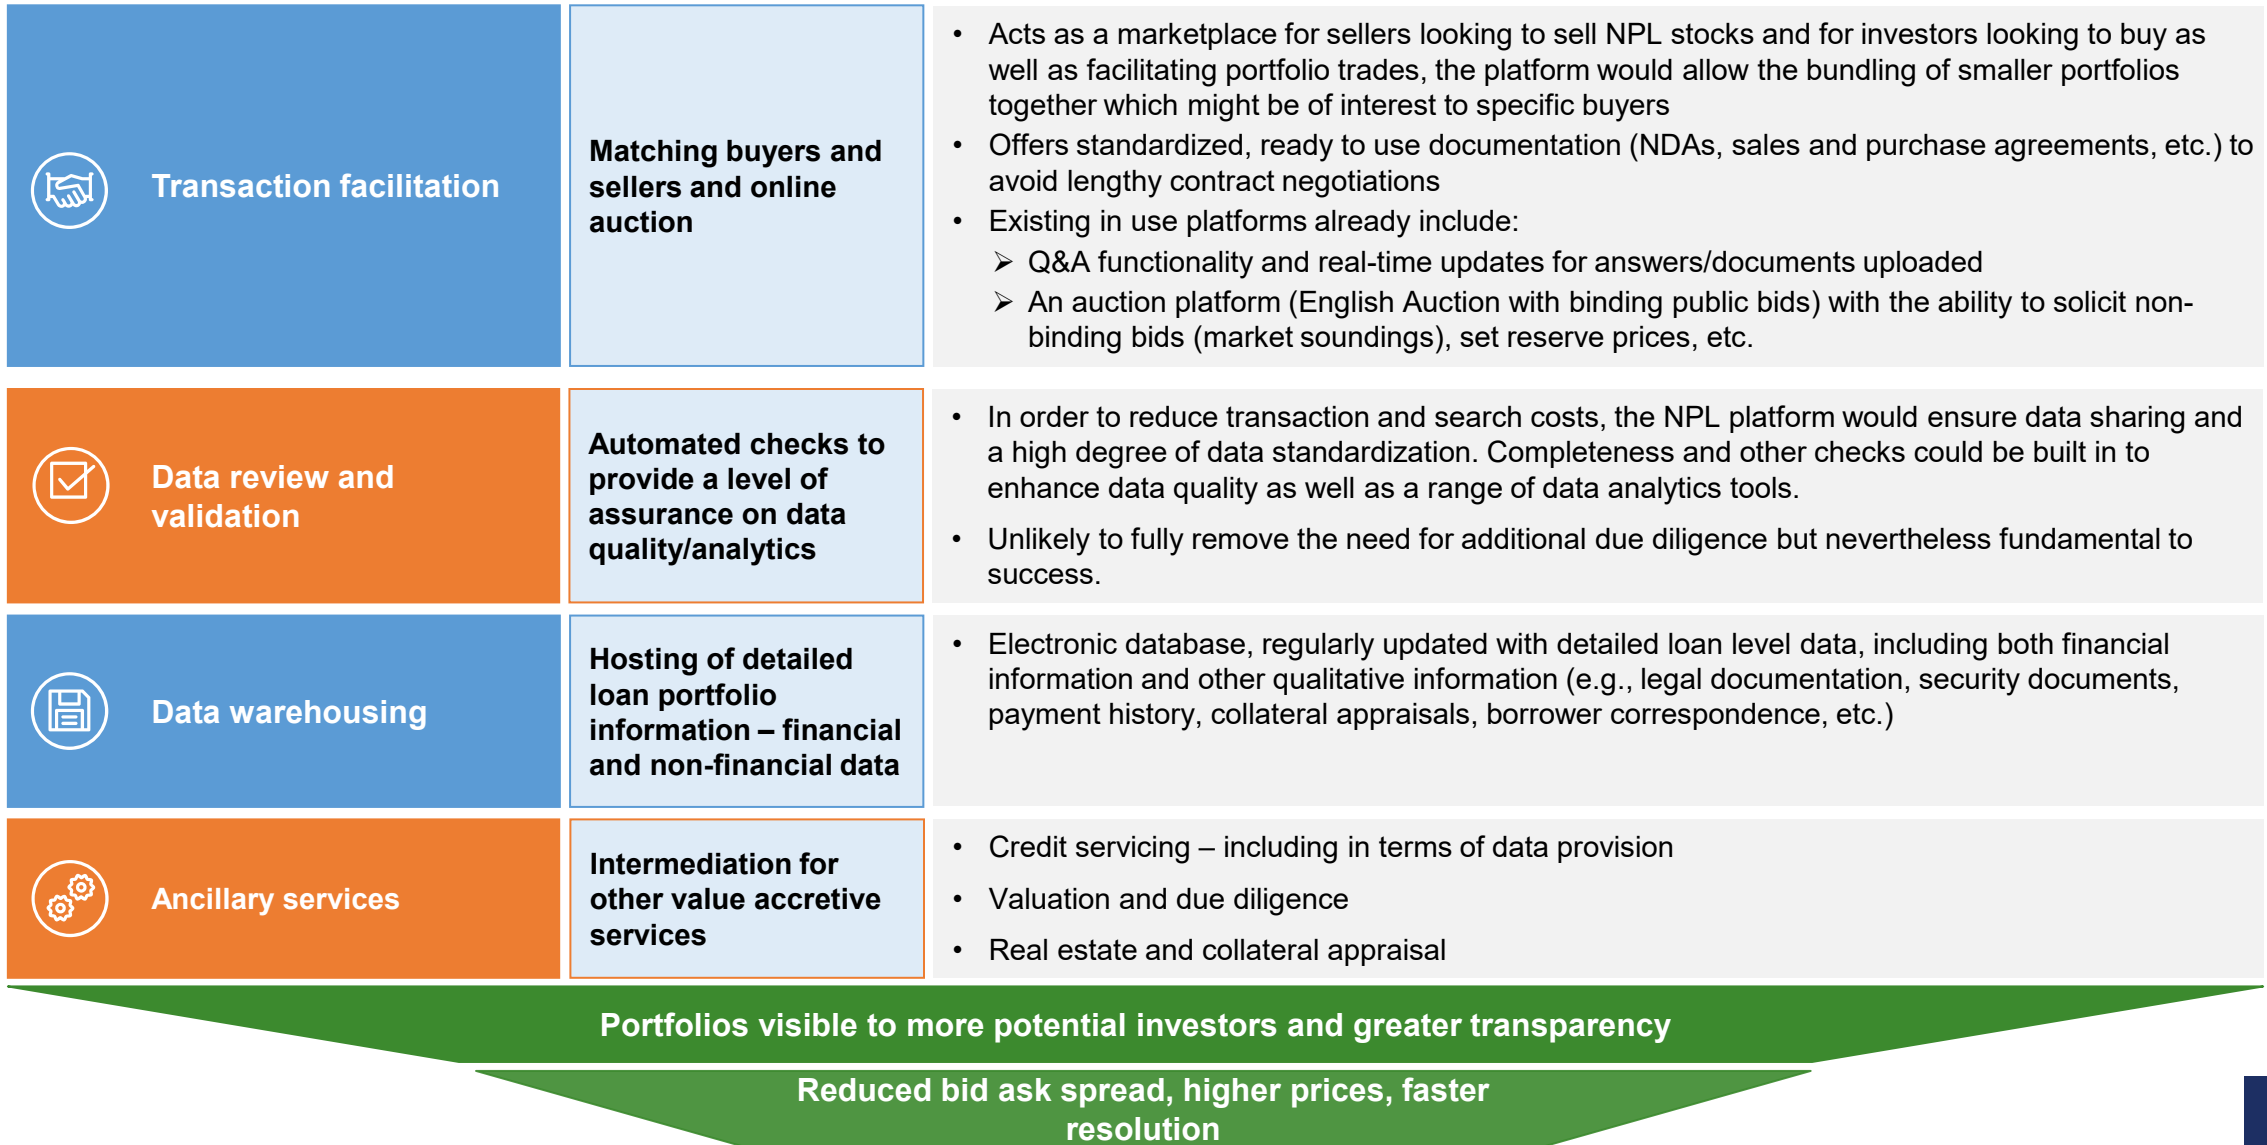 Transaction facilitation
Matching buyers and
sellers and online
auction
• Acts as a marketplace for sellers looking to sell NPL stocks and for investors looking to buy as
well as facilitating portfolio trades, the platform would allow the bundling of smaller portfolios
together which might be of interest to specific buyers
• Offers standardized, ready to use documentation (NDAs, sales and purchase agreements, etc.) to
avoid lengthy contract negotiations
• Existing in use platforms already include:
➢ Q&A functionality and real-time updates for answers/documents uploaded
➢ An auction platform (English Auction with binding public bids) with the ability to solicit non-
binding bids (market soundings), set reserve prices, etc.
Data review and
validation
Automated checks to
provide a level of
assurance on data
quality/analytics
• In order to reduce transaction and search costs, the NPL platform would ensure data sharing and
a high degree of data standardization. Completeness and other checks could be built in to
enhance data quality as well as a range of data analytics tools.
• Unlikely to fully remove the need for additional due diligence but nevertheless fundamental to
success.
Data warehousing
Hosting of detailed
loan portfolio
information – financial
and non-financial data
• Electronic database, regularly updated with detailed loan level data, including both financial
information and other qualitative information (e.g., legal documentation, security documents,
payment history, collateral appraisals, borrower correspondence, etc.)
Ancillary services
Intermediation for
other value accretive
services
• Credit servicing – including in terms of data provision
• Valuation and due diligence
• Real estate and collateral appraisal
Portfolios visible to more potential investors and greater transparency
Reduced bid ask spread, higher prices, faster
resolution